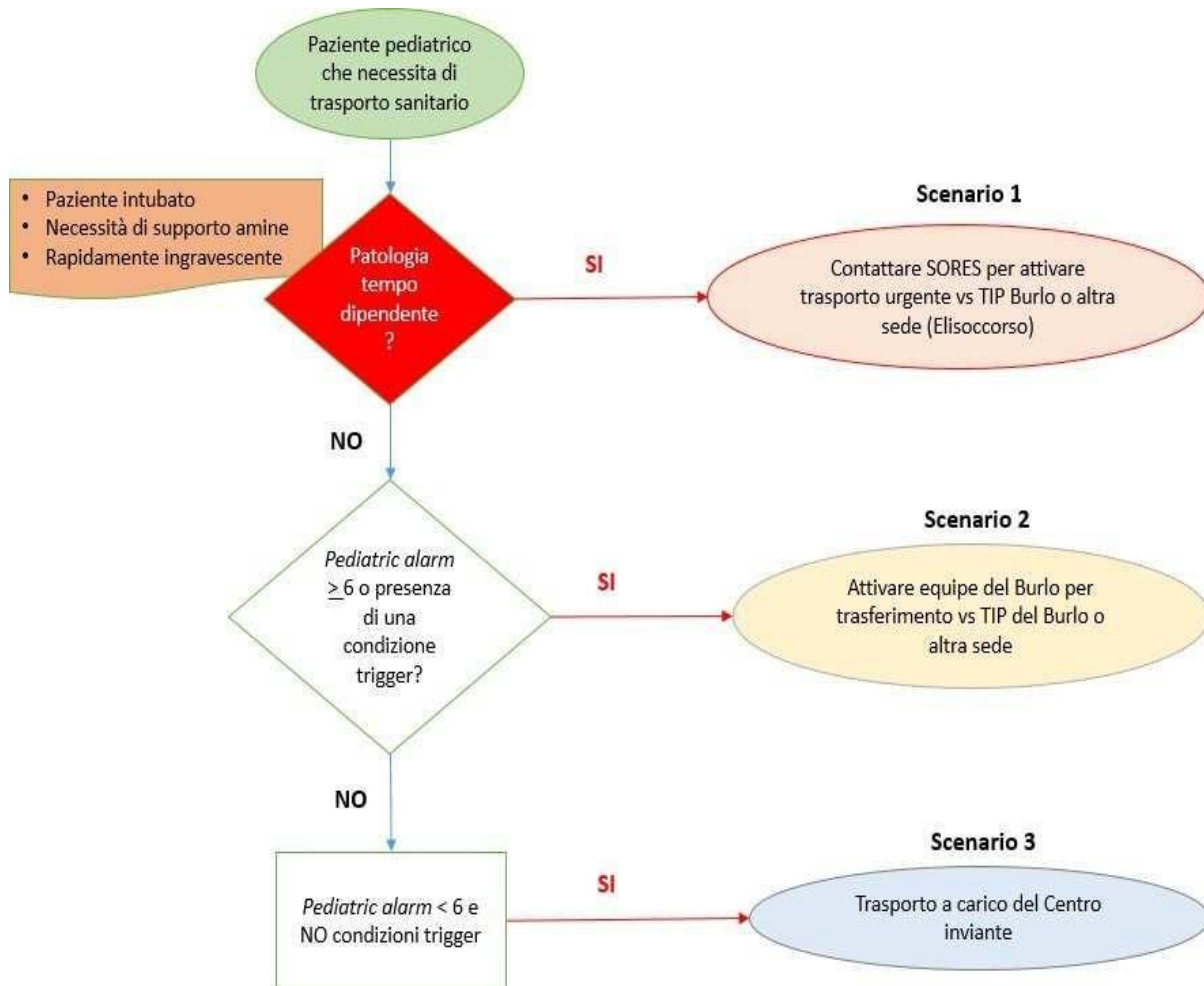 Paziente pediatrico
che necessita di
trasporto sanitario
• Paziente intubato
• Necessità di supporto amine
• Rapidamente ingravescente
Patologia
tempo
dipendente
?
SI
Scenario 1
Contattare SORES per attivare
trasporto urgente vs TIP Burlo o altra
sede (Elisoccorso)
NO
Pediatric alarm
≥6 o presenza
di una
condizione
trigger?
SI
Scenario 2
Attivare equipe del Burlo per
trasferimento vs TIP del Burlo o
altra sede
NO
Pediatric alarm < 6 e
NO condizioni trigger
SI
Scenario 3
Trasporto a carico del Centro
inviante